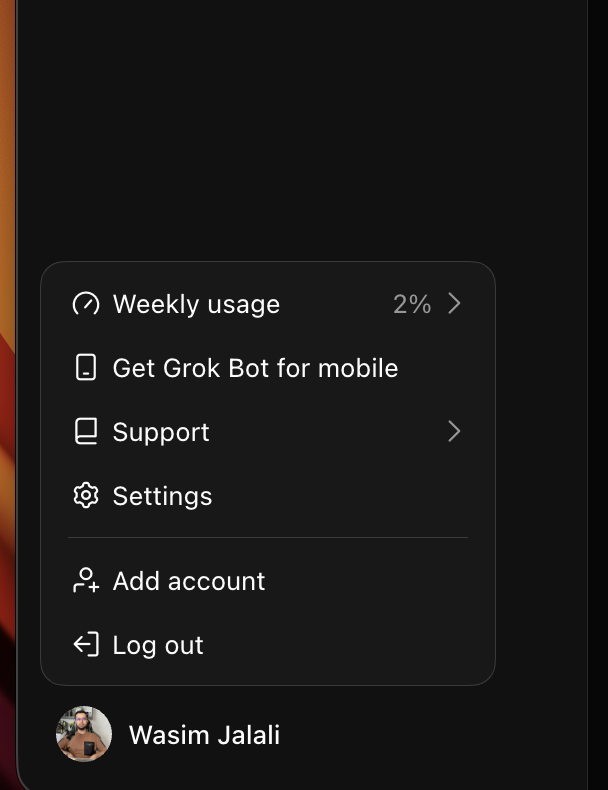 Weekly usage 2%
Get Grok Bot for mobile
Support
Settings
Add account
Log out
Wasim Jalali